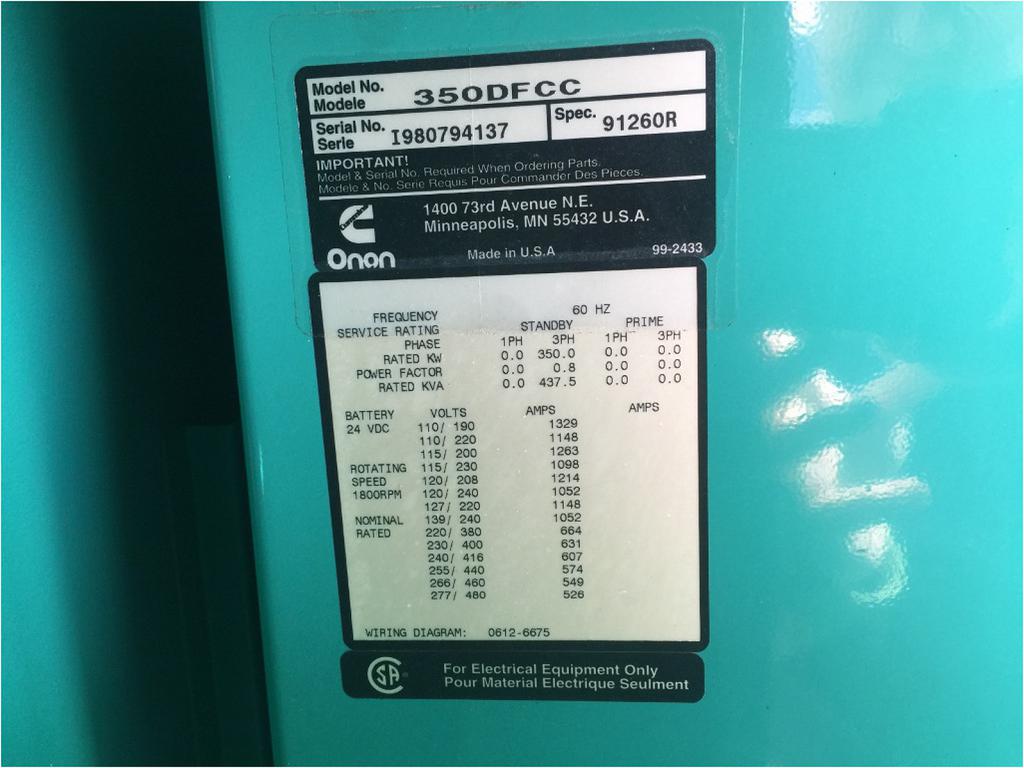 Model No. 350DFCC
Modele
Serial No. I980794137 Spec. 91260R
Serie
IMPORTANT!
Model & Serial No. Required When Ordering Parts.
Modele & No. Serie Requis Pour Commander Des Pieces.
1400 73rd Avenue N.E.
Minneapolis, MN 55432 U.S.A.
Onan Made in U.S.A 99-2433
FREQUENCY 60 HZ
SERVICE RATING STANDBY PRIME
PHASE 1PH 3PH 1PH 3PH
RATED KW 0.0 350.0 0.0 0.0
POWER FACTOR 0.0 0.8 0.0 0.0
RATED KVA 0.0 437.5 0.0 0.0
BATTERY VOLTS AMPS AMPS
24 VDC 110/ 190 1329
110/ 220 1148
115/ 200 1263
ROTATING 115/ 230 1098
SPEED 120/ 208 1214
1800RPM 120/ 240 1052
127/ 220 1148
NOMINAL 139/ 240 1052
RATED 220/ 380 664
230/ 400 631
240/ 416 607
255/ 440 574
266/ 460 549
277/ 480 526
WIRING DIAGRAM: 0612-6675
SA ® For Electrical Equipment Only
Pour Material Electrique Seulment